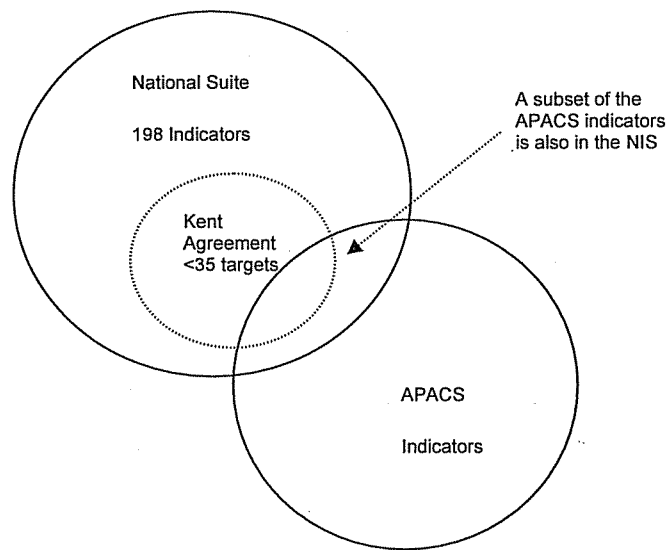 National Suite
198 Indicators
A subset of the
APACS indicators
is also in the NIS
Kent
Agreement
<35 targets
APACS
Indicators